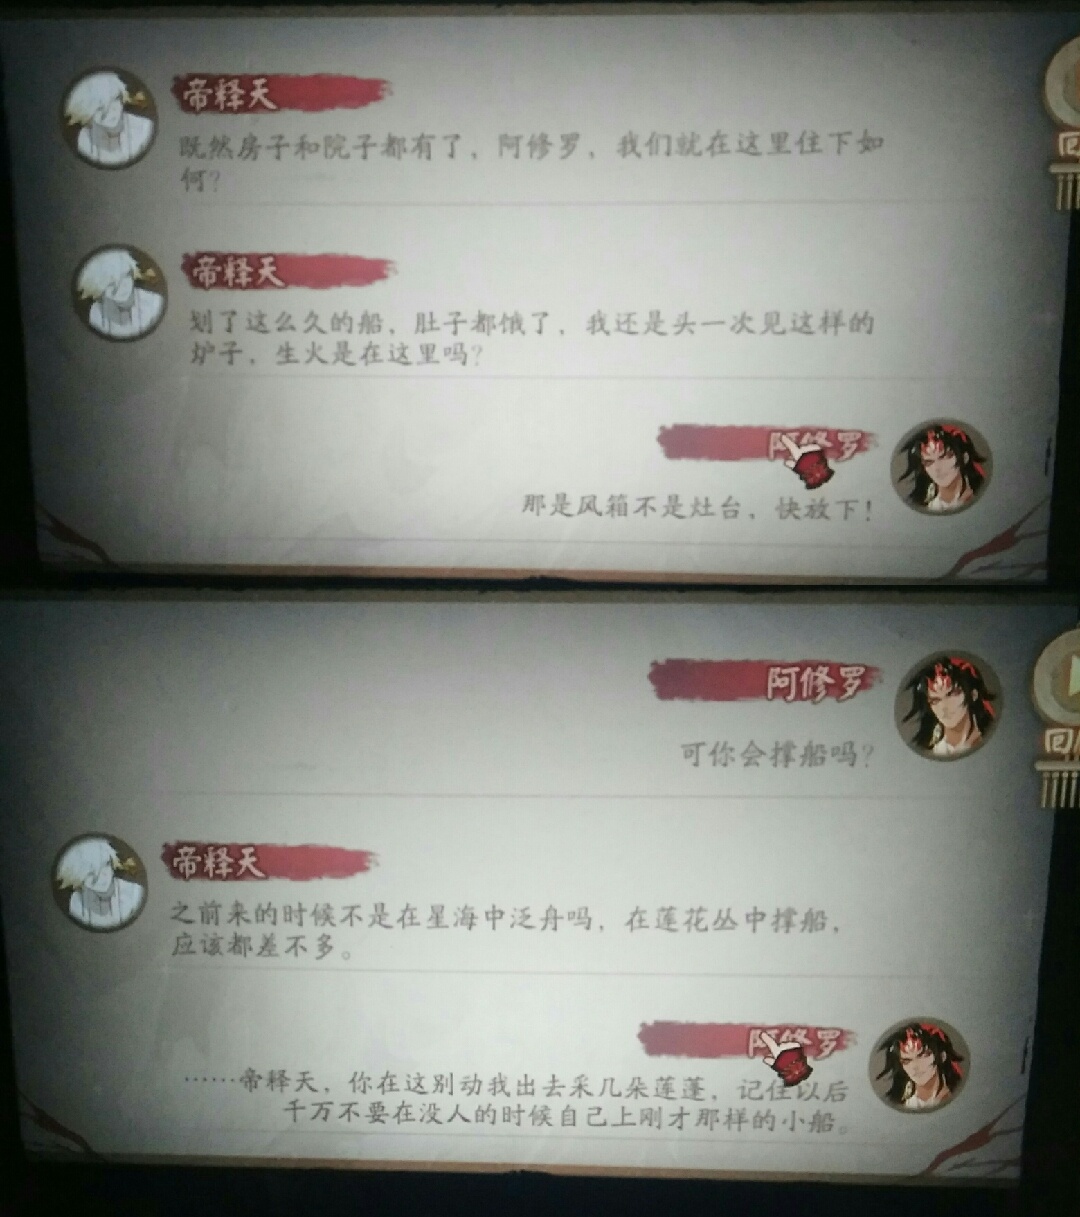 帝释天
既然房子和院子都有了，阿修罗，我们就在这里住下如
何？
帝释天
划了这么久的船，肚子都饿了，我还是头一次见这样的
炉子，生火是在这里吗？
阿修罗
那是风箱不是灶台，快放下！
回
阿修罗
可你会撑船吗？
帝释天
之前来的时候不是在星海中泛舟吗，在莲花丛中撑船，
应该都差不多。
阿修罗
……帝释天，你在这别动我出去采几朵莲蓬，记住以后
千万不要在没人的时候自己上刚才那样的小船。
回